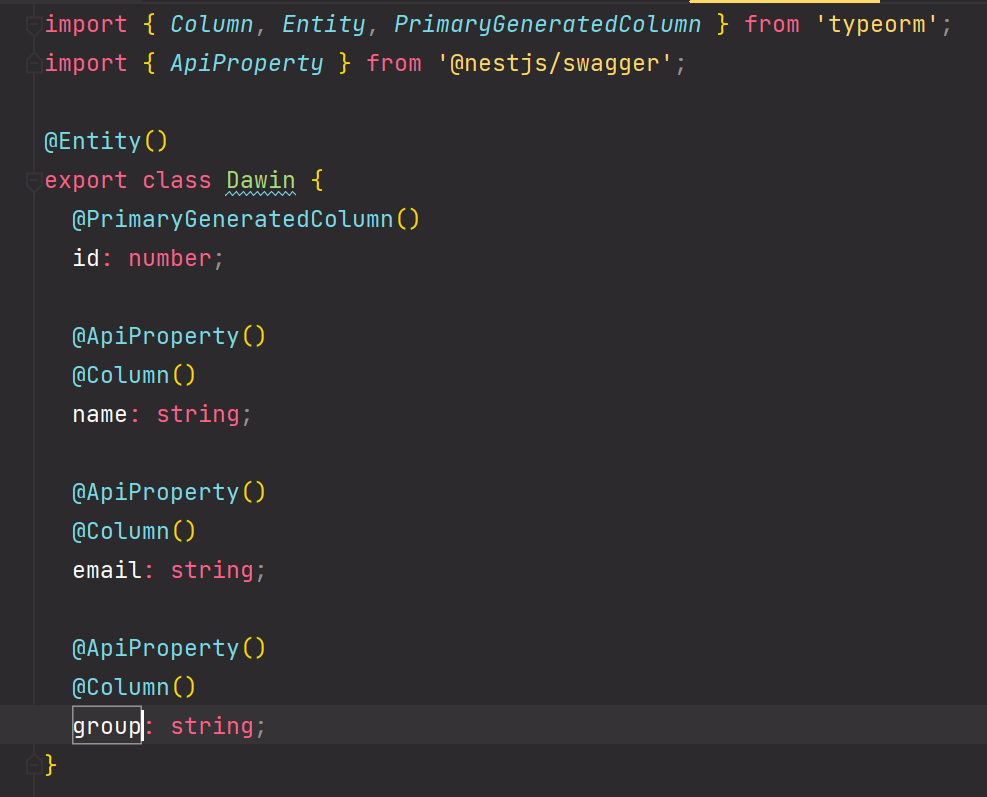 import { Column, Entity, PrimaryGeneratedColumn } from 'typeorm';
import { ApiProperty } from '@nestjs/swagger';
@Entity()
export class Dawin {
@PrimaryGeneratedColumn()
id: number;
@ApiProperty()
@Column()
name: string;
@ApiProperty()
@Column()
email: string;
@ApiProperty()
@Column()
group: string;
}